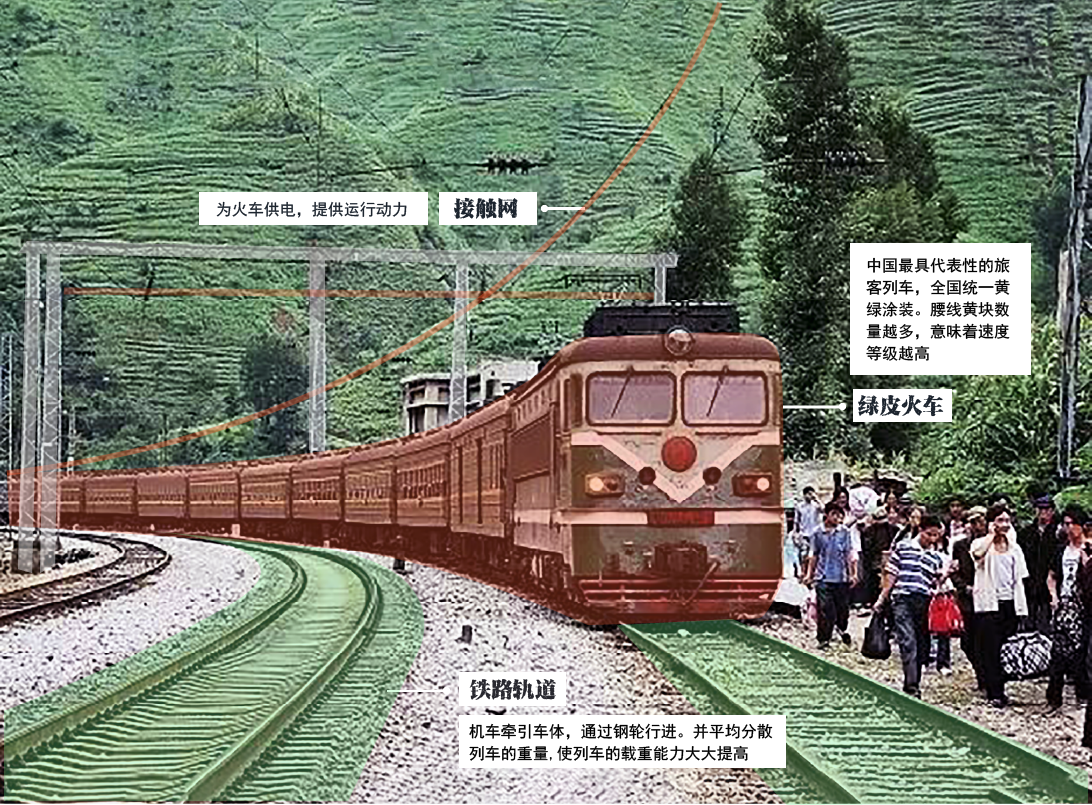 为火车供电，提供运行动力
接触网
中国最具代表性的旅
客列车，全国统一黄
绿涂装。腰线黄块数
量越多，意味着速度
等级越高
绿皮火车
铁路轨道
机车牵引车体，通过钢轮行进。并平均分散
列车的重量,使列车的载重能力大大提高